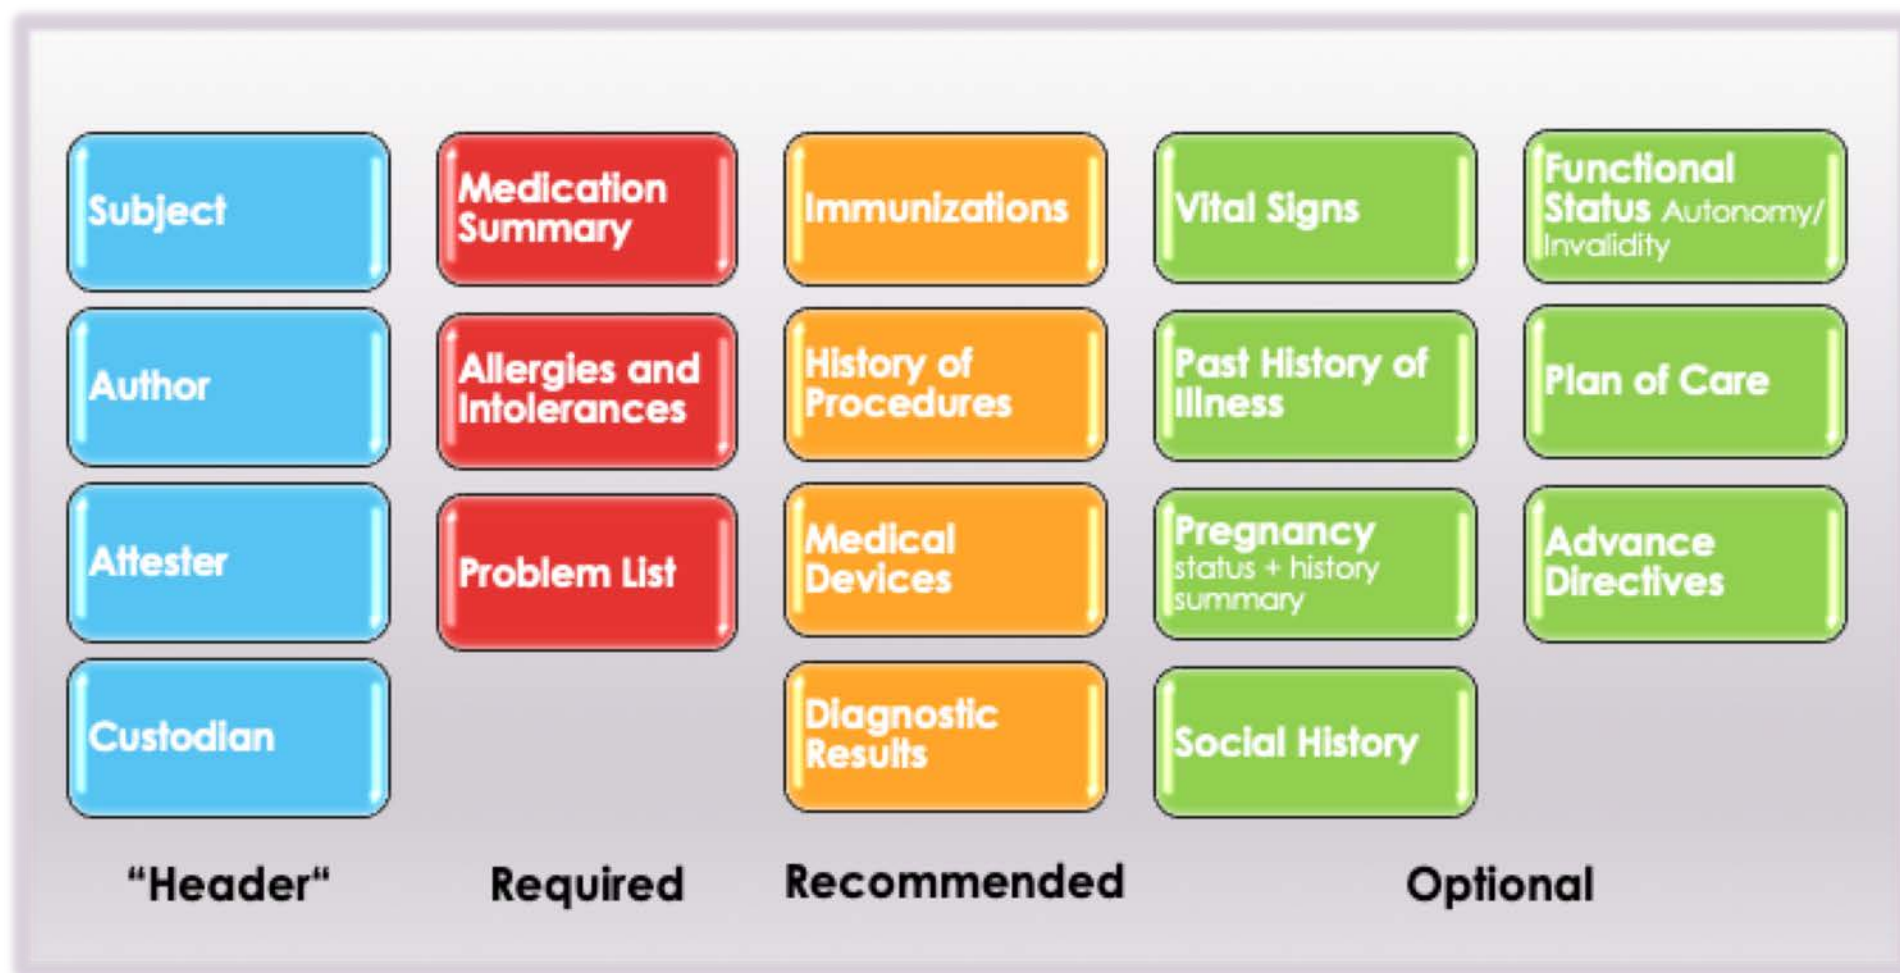 Subject
Author
Attester
Custodian
"Header"
Medication
Summary
Allergies and
Intolerances
Problem List
Required
Immunizations
History of
Procedures
Medical
Devices
Diagnostic
Results
Recommended
Vital Signs
Past History of
Illness
Pregnancy
status + history
summary
Social History
Functional
Status Autonomy/
Invalidity
Plan of Care
Advance
Directives
Optional